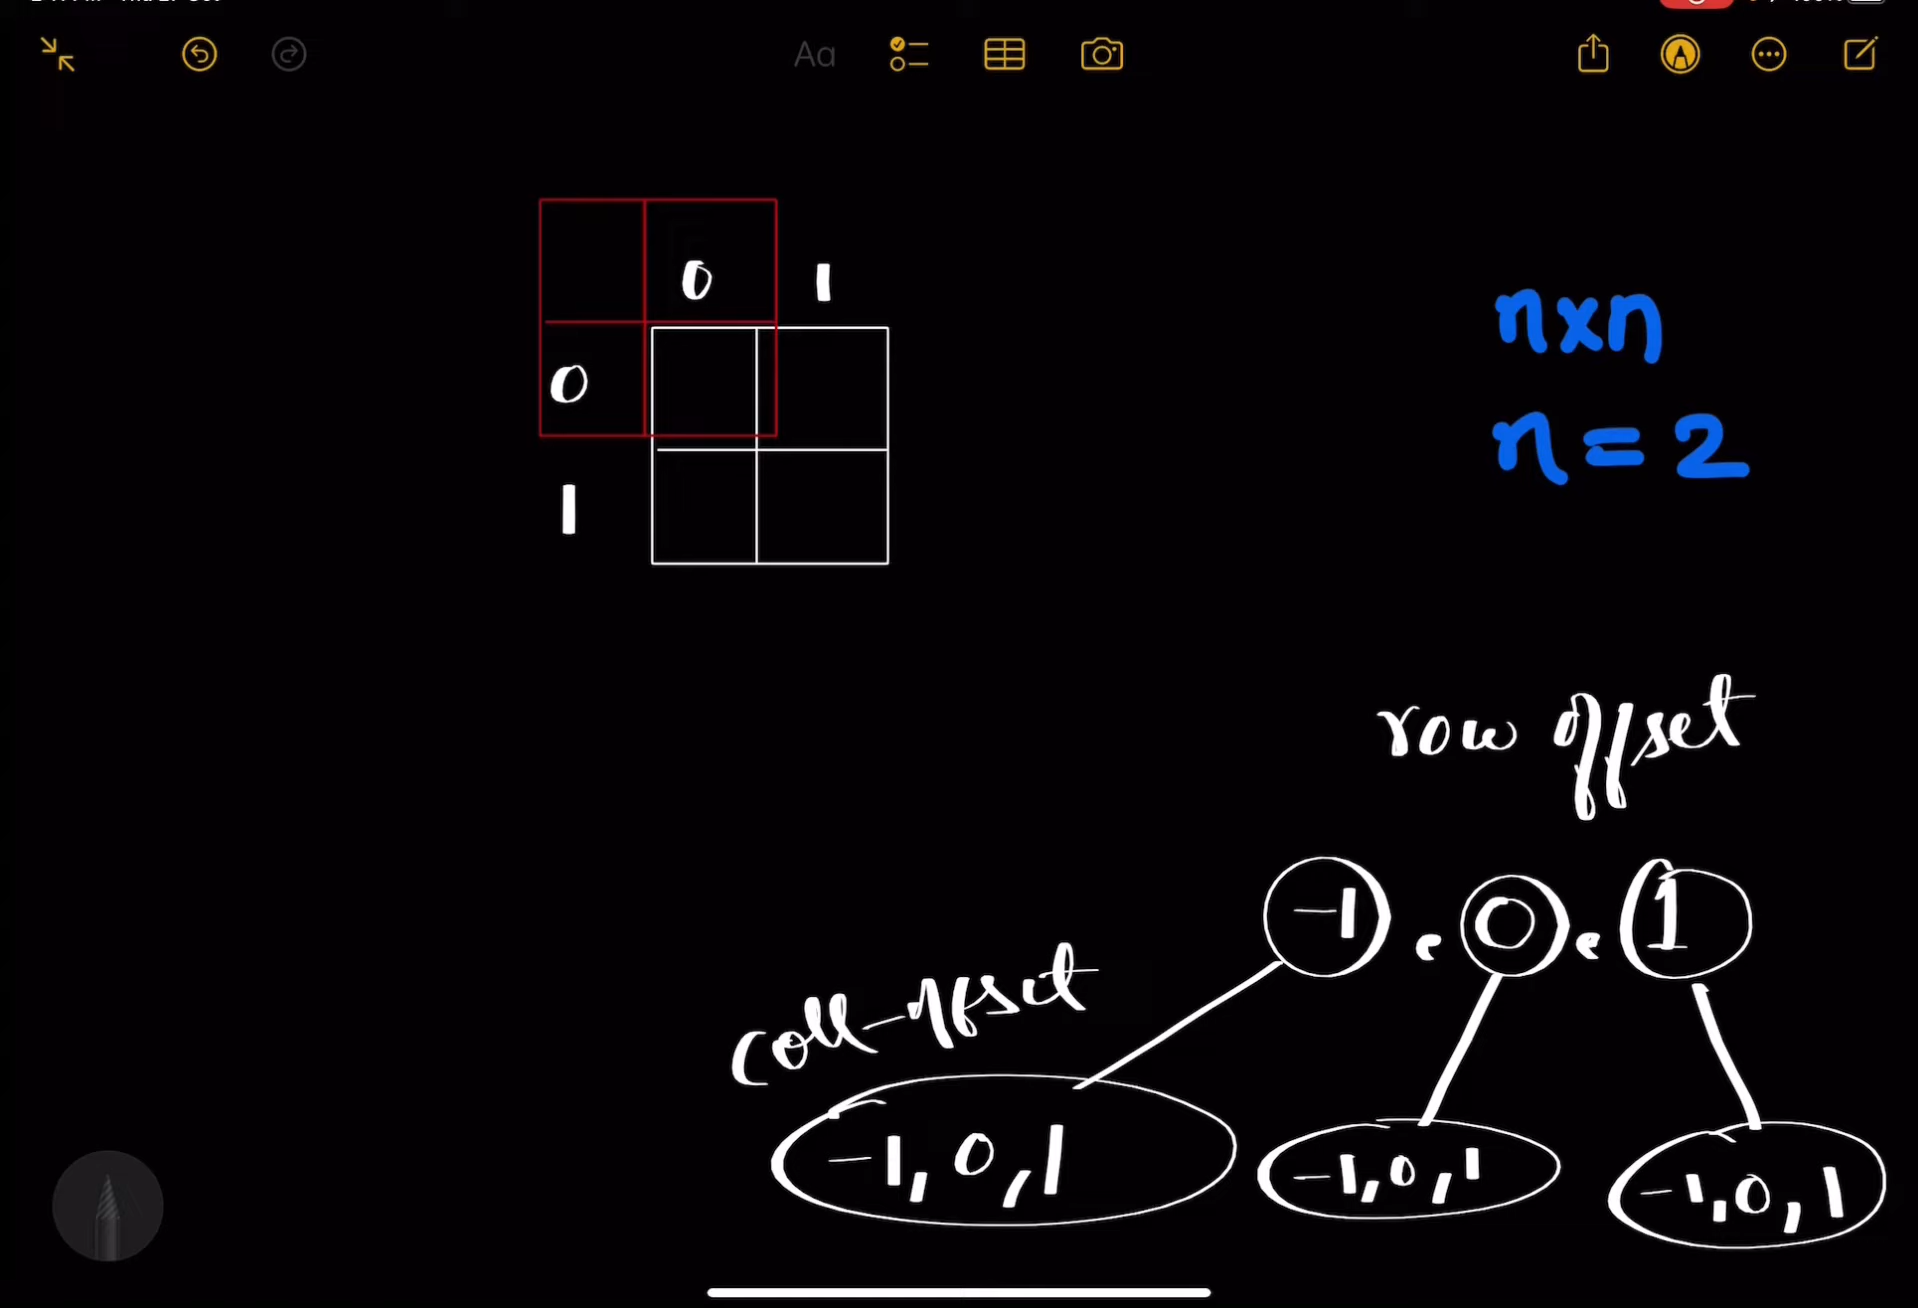 Aa
0 1
0
1
nxn
n = 2
row offset
-1, 0, 1
coll-offset
-1, 0, 1
-1, 0, 1
-1, 0, 1